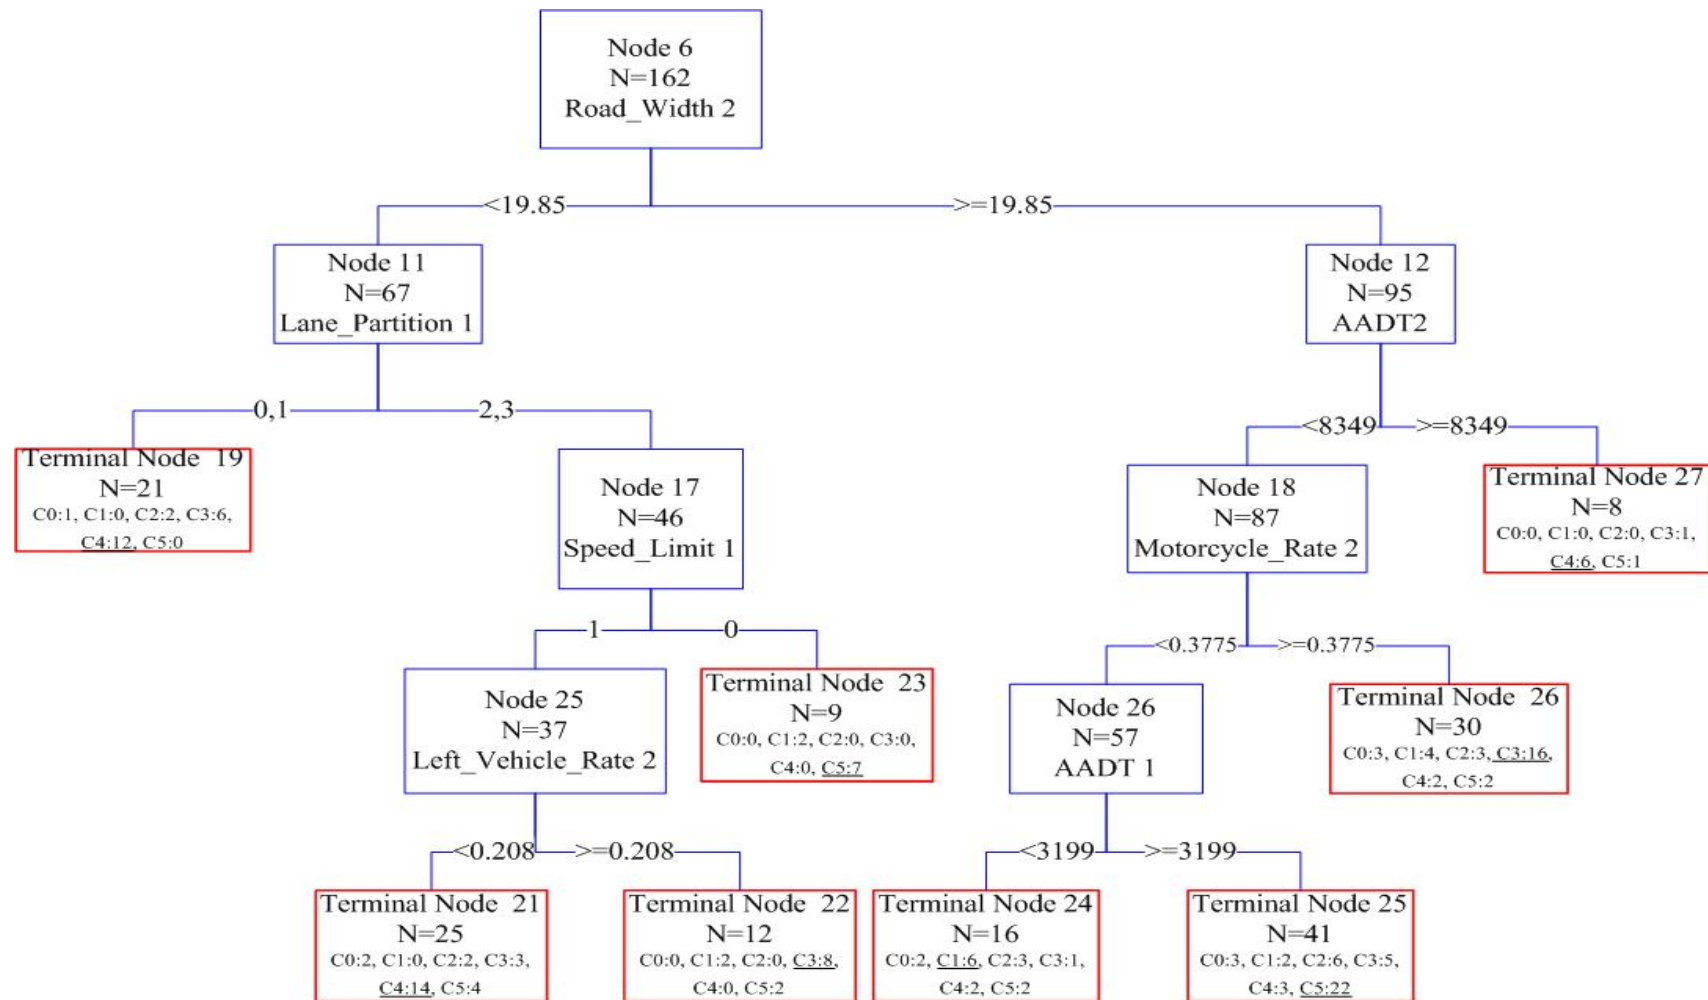 Node 6
N=162
Road_Width 2
<19.85
>=19.85
Node 11
N=67
Lane_Partition 1
Node 12
N=95
AADT2
0,1
2,3
<8349
>=8349
Terminal Node 19
N=21
C0:1, C1:0, C2:2, C3:6,
C4:12, C5:0
Node 17
N=46
Speed_Limit 1
Node 18
N=87
Motorcycle_Rate 2
Terminal Node 27
N=8
C0:0, C1:0, C2:0, C3:1,
C4:6, C5:1
1
0
<0.3775
>=0.3775
Node 25
N=37
Left_Vehicle_Rate 2
Terminal Node 23
N=9
C0:0, C1:2, C2:0, C3:0,
C4:0, C5:7
Node 26
N=57
AADT 1
Terminal Node 26
N=30
C0:3, C1:4, C2:3, C3:16,
C4:2, C5:2
<0.208
>=0.208
<3199
>=3199
Terminal Node 21
N=25
C0:2, C1:0, C2:2, C3:3,
C4:14, C5:4
Terminal Node 22
N=12
C0:0, C1:2, C2:0, C3:8,
C4:0, C5:2
Terminal Node 24
N=16
C0:2, C1:6, C2:3, C3:1,
C4:2, C5:2
Terminal Node 25
N=41
C0:3, C1:2, C2:6, C3:5,
C4:3, C5:22